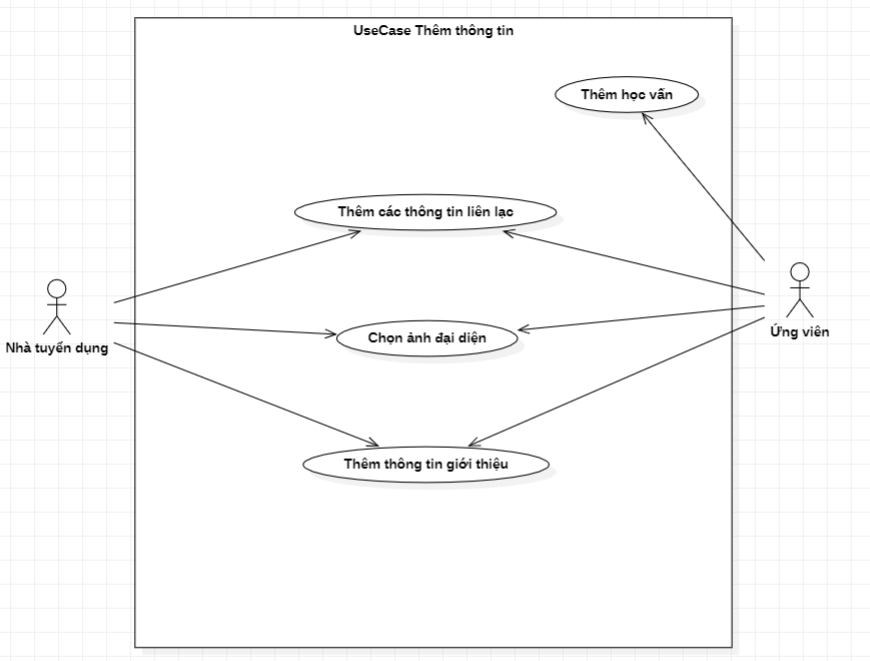 UseCase Thêm thông tin
Thêm học vấn
Thêm các thông tin liên lạc
Chọn ảnh đại diện
Nhà tuyển dụng
Ứng viên
Thêm thông tin giới thiệu